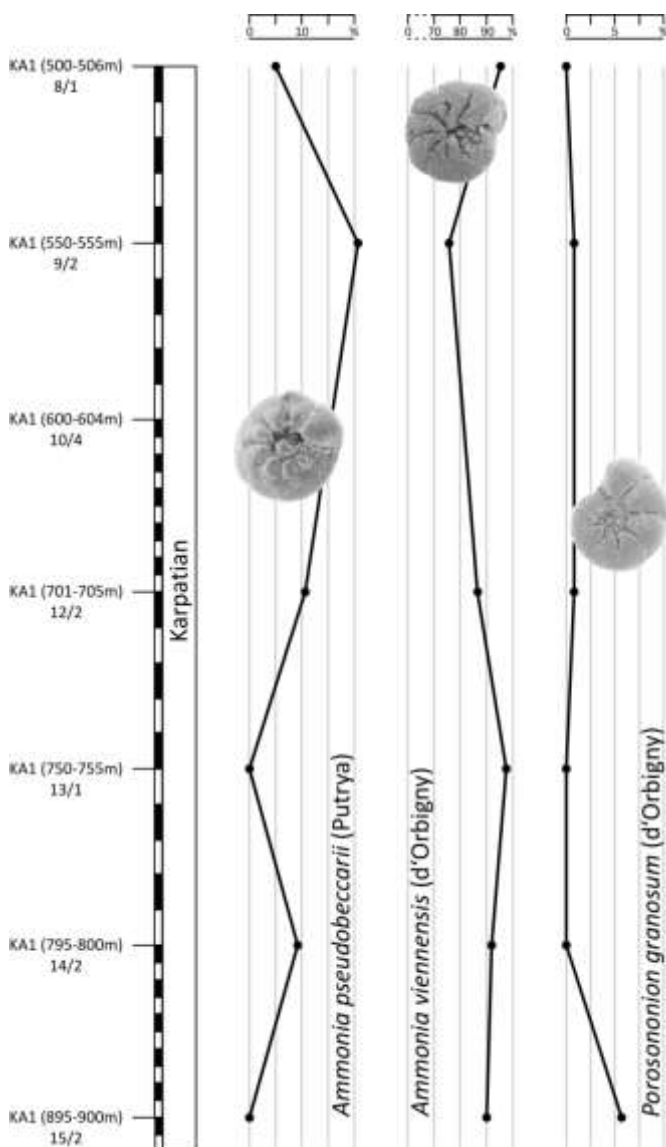 0 10 %
0 70 80 90 %
0 5 %
KA1 (500-506m)
8/1
KA1 (550-555m)
9/2
KA1 (600-604m)
10/4
KA1 (701-705m)
12/2
KA1 (750-755m)
13/1
KA1 (795-800m)
14/2
KA1 (895-900m)
15/2
Karpatian
Ammonia pseudobeccarii (Putrya)
Ammonia viennensis (d'Orbigny)
Porosononion granosum (d'Orbigny)